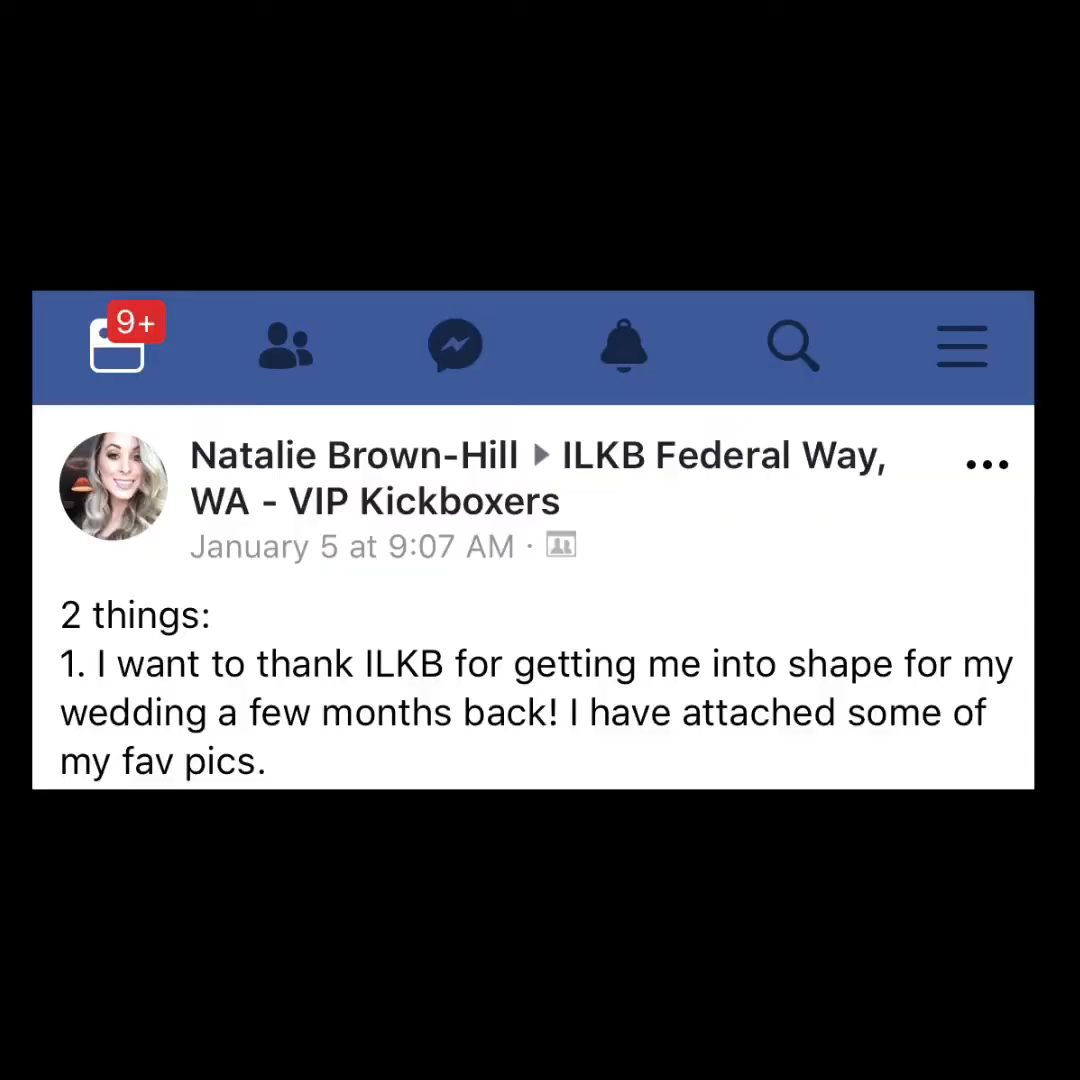 9+
Natalie Brown-Hill ▶ ILKB Federal Way,
WA - VIP Kickboxers
January 5 at 9:07 AM ·
2 things:
1. I want to thank ILKB for getting me into shape for my
wedding a few months back! I have attached some of
my fav pics.